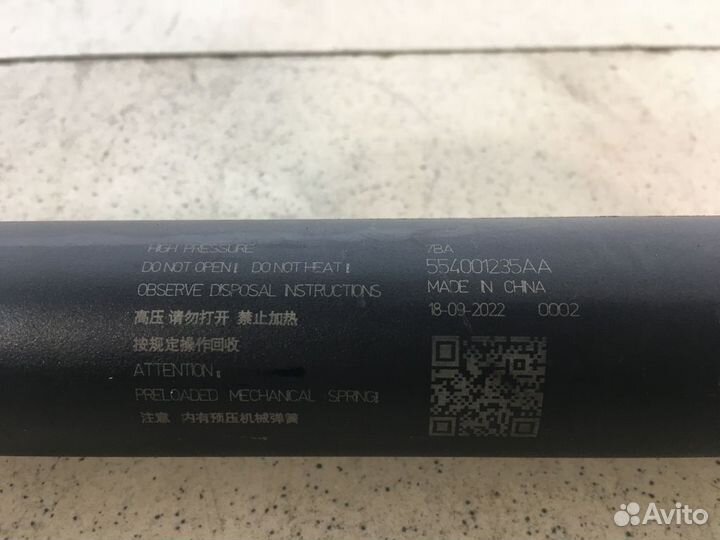 HIGH PRESSURE
DO NOT OPEN! DO NOT HEAT!
OBSERVE DISPOSAL INSTRUCTIONS
高压 请勿打开 禁止加热
按规定操作回收
ATTENTION!
PRELOADED MECHANICAL SPRING!
注意 内有预压机械弹簧
7BA
554001235AA
MADE IN CHINA
18-09-2022 0002
Avito